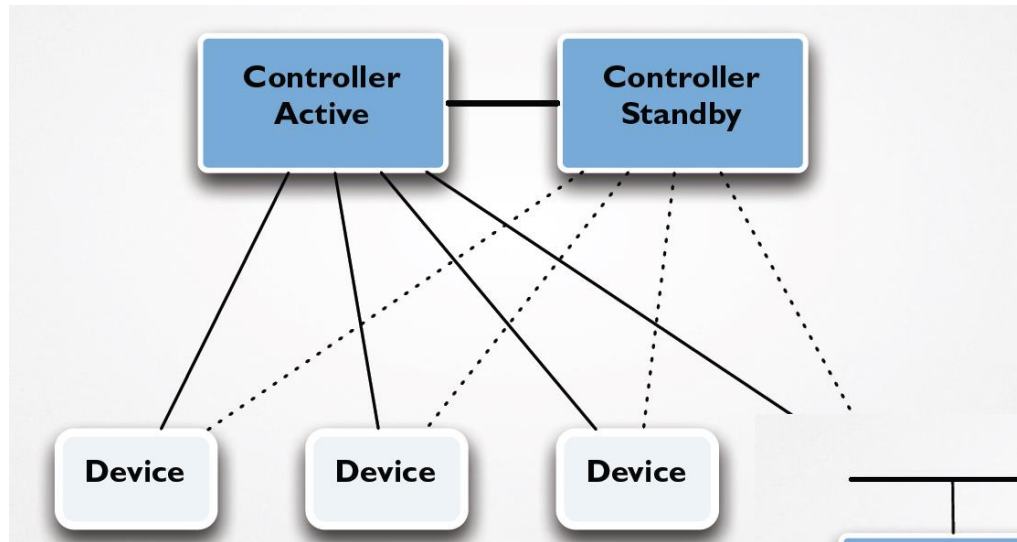 Controller
Active
Controller
Standby
Device
Device
Device